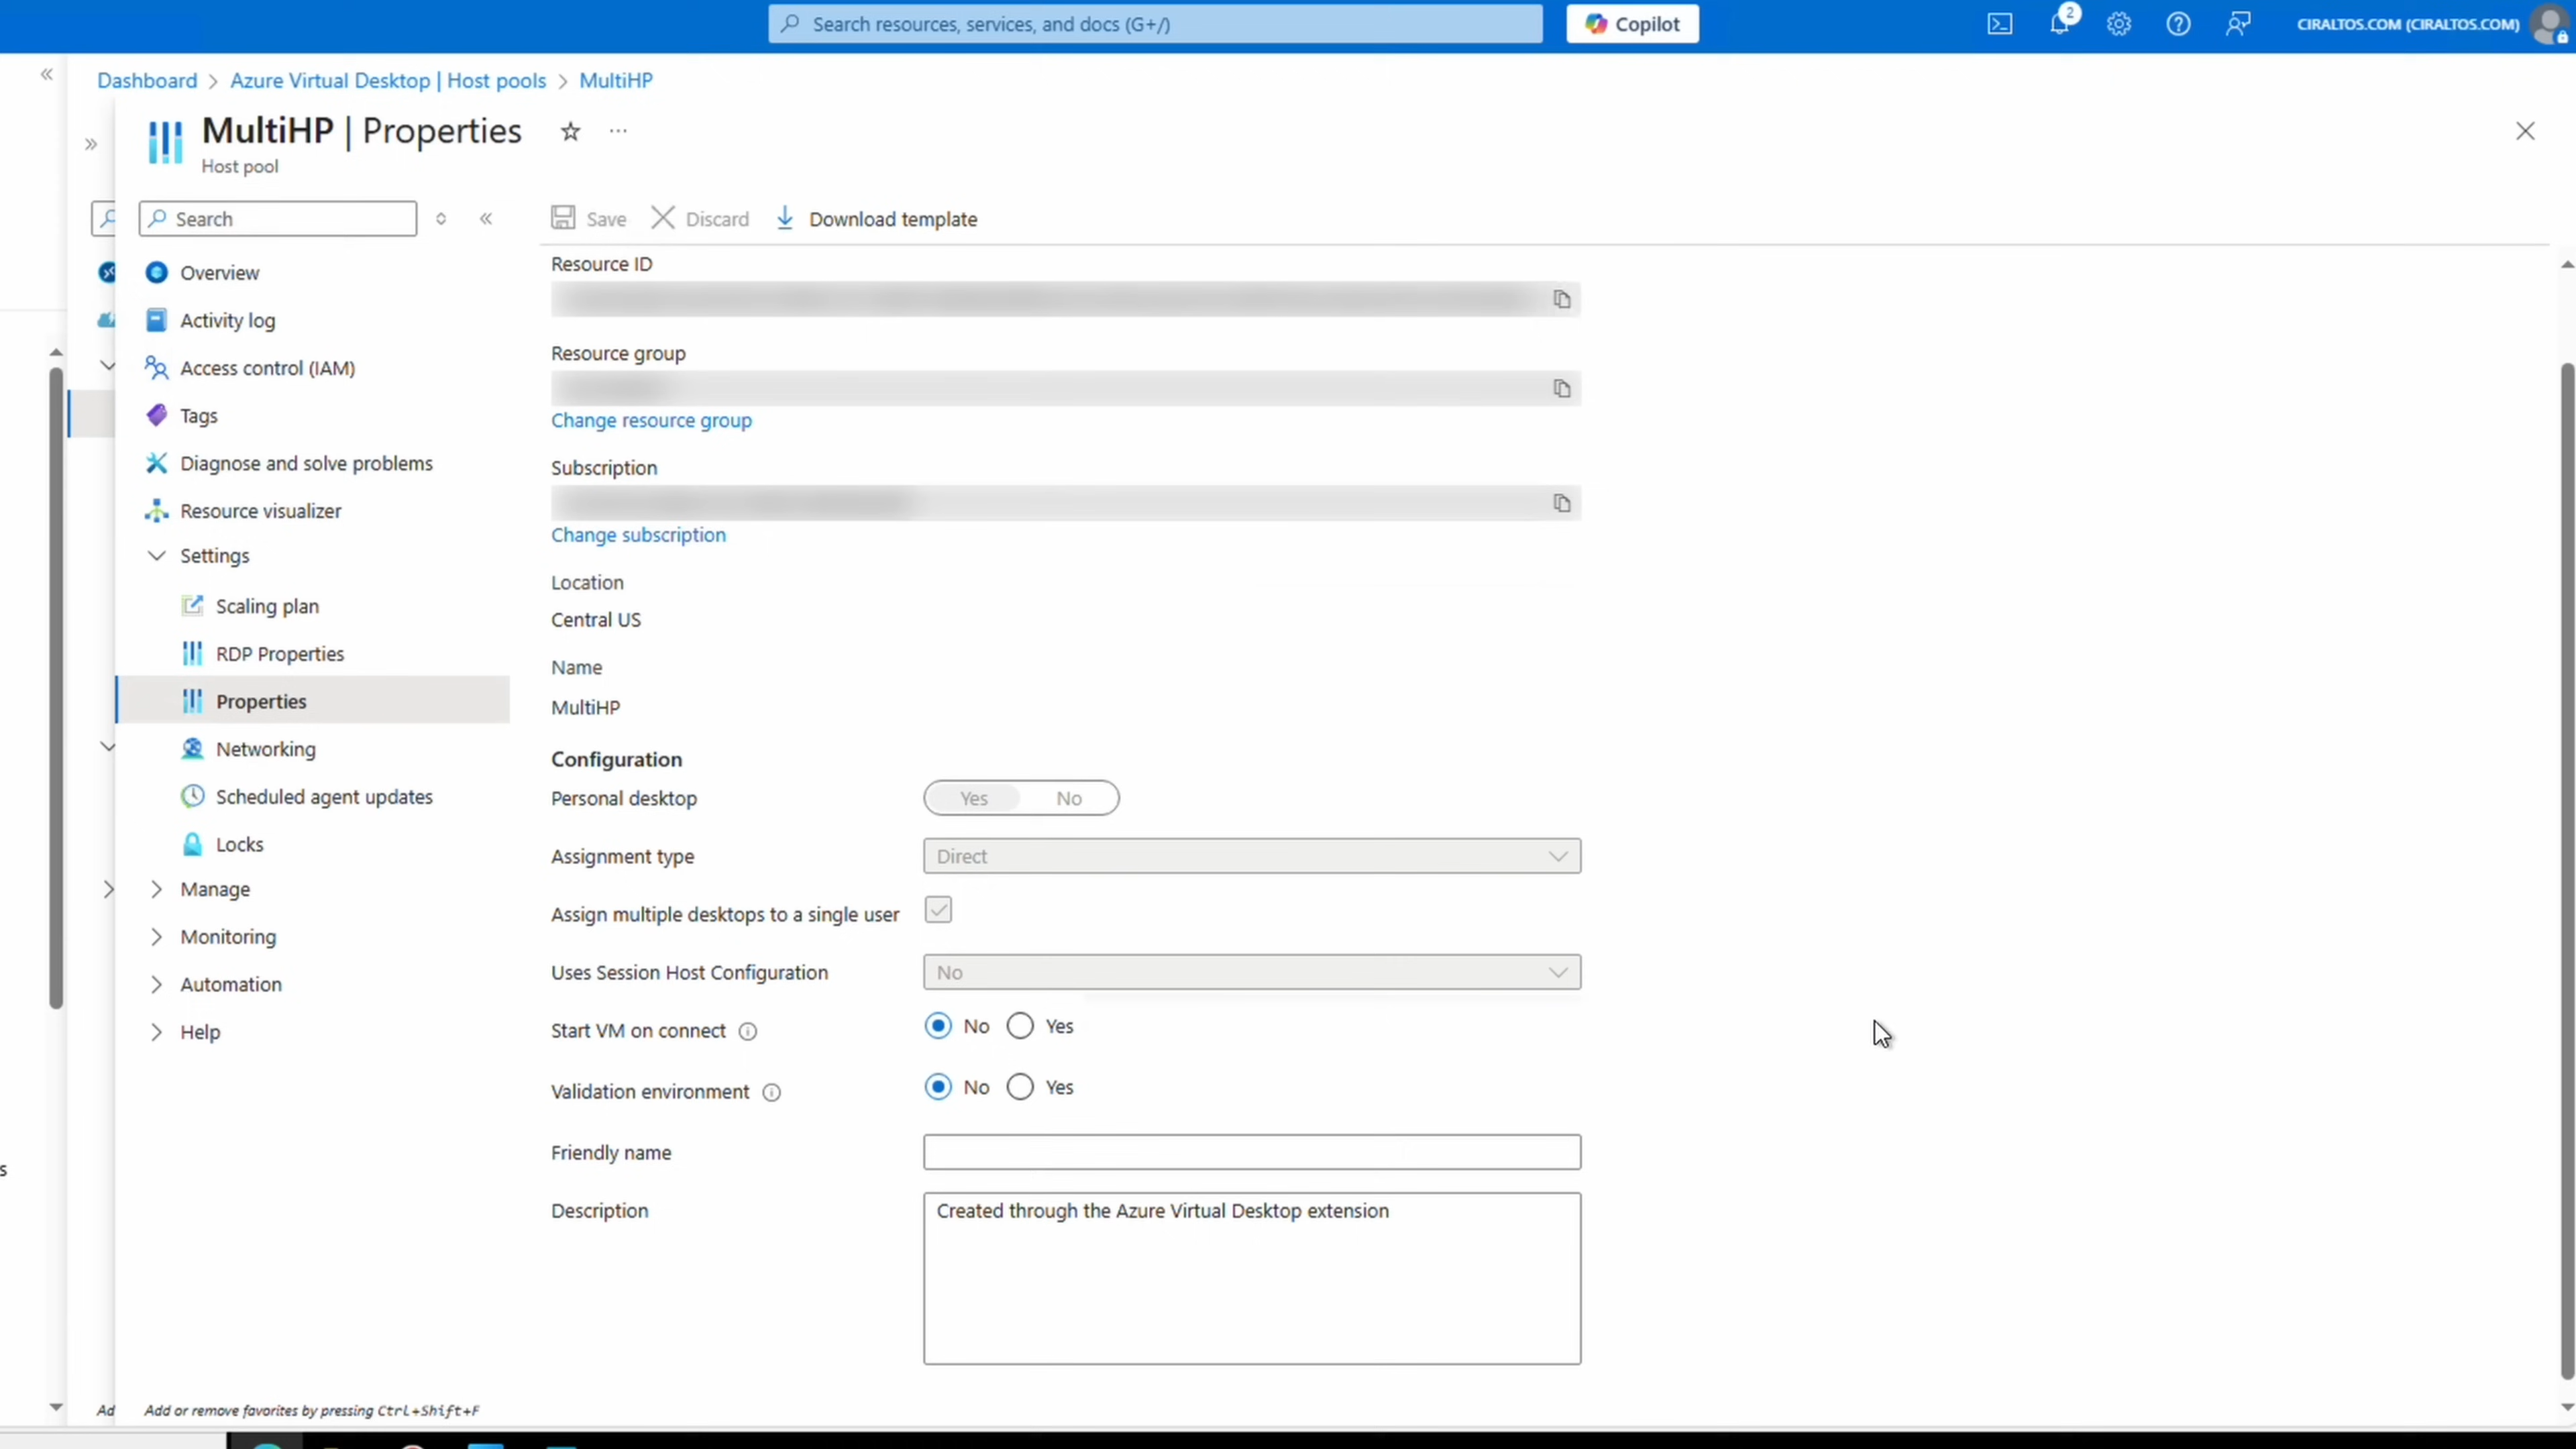 Search resources, services, and docs (G+/)
Copilot
2
CIRALTOS.COM (CIRALTOS.COM)
Dashboard > Azure Virtual Desktop | Host pools > MultiHP
MultiHP | Properties
Host pool
Search
Save
Discard
Download template
Overview
Activity log
Access control (IAM)
Tags
Diagnose and solve problems
Resource visualizer
Settings
Scaling plan
RDP Properties
Properties
Networking
Scheduled agent updates
Locks
Manage
Monitoring
Automation
Help
s
Ad
Add or remove favorites by pressing Ctrl+Shift+F
Resource ID
Resource group
Change resource group
Subscription
Change subscription
Location
Central US
Name
MultiHP
Configuration
Personal desktop Yes No
Assignment type Direct
Assign multiple desktops to a single user
Uses Session Host Configuration No
Start VM on connect No Yes
Validation environment No Yes
Friendly name
Description Created through the Azure Virtual Desktop extension